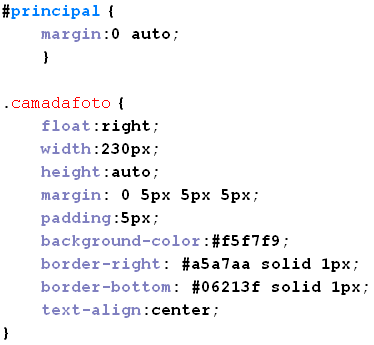 #principal {
margin:0 auto;
}
.camadafoto {
float:right;
width:230px;
height:auto;
margin: 0 5px 5px 5px;
padding:5px;
background-color:#f5f7f9;
border-right: #a5a7aa solid 1px;
border-bottom: #06213f solid 1px;
text-align:center;
}